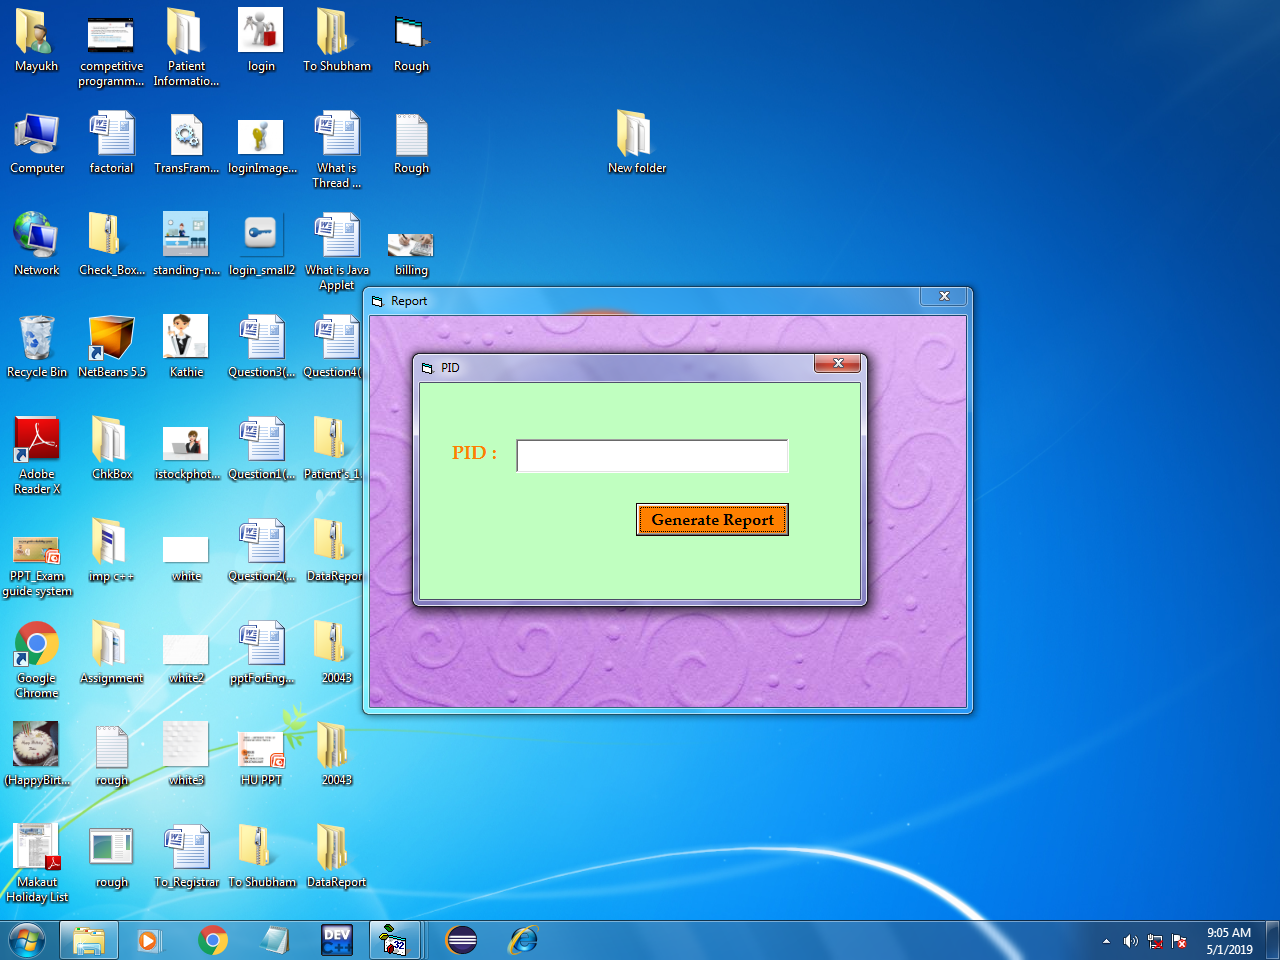 Mayukh
competitive
programm...
Patient
Informatio...
login
To Shubham
Rough
Computer
factorial
TransFram...
loginImage...
What is
Thread ...
Rough
New folder
Network
Check_Box...
standing-n...
login_small2
What is Java
Applet
billing
Recycle Bin
NetBeans 5.5
Kathie
Question3(...
Question4(
Adobe
Reader X
ChkBox
istockphot...
Question1(...
Patient's_1.
PPT_Exam
guide system
imp c++
white
Question2(...
DataRepor
Google
Chrome
Assignment
white2
pptForEng...
20043
(HappyBirt...
rough
white3
HU PPT
20043
Makaut
Holiday List
rough
To_Registrar
To Shubham
DataReport
Report
PID
PID :
Generate Report
DEV
C++
32
9:05 AM
5/1/2019